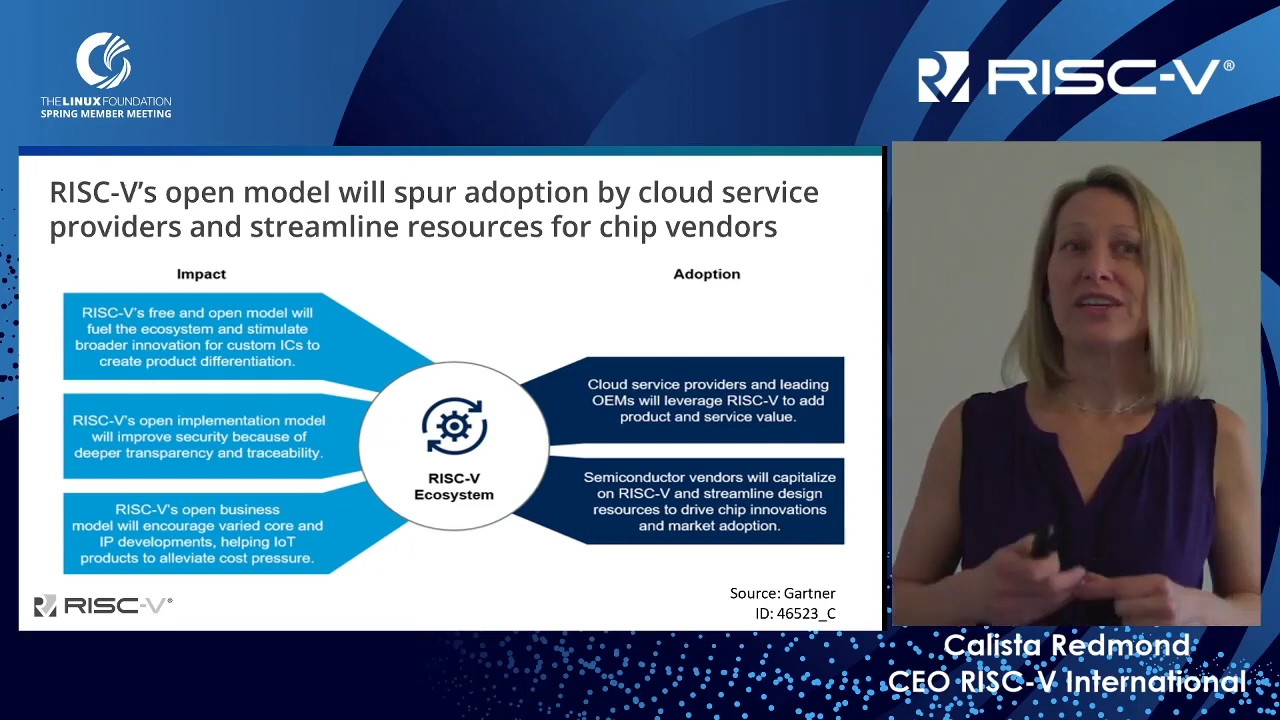 THE LINUX FOUNDATION
SPRING MEMBER MEETING
RISC-V®
RISC-V's open model will spur adoption by cloud service
providers and streamline resources for chip vendors
Impact
Adoption
RISC-V's free and open model will
fuel the ecosystem and stimulate
broader innovation for custom ICs to
create product differentiation.
RISC-V's open implementation model
will improve security because of
deeper transparency and traceability.
RISC-V's open business
model will encourage varied core and
IP developments, helping IoT
products to alleviate cost pressure.
RISC-V
Ecosystem
Cloud service providers and leading
OEMs will leverage RISC-V to add
product and service value.
Semiconductor vendors will capitalize
on RISC-V and streamline design
resources to drive chip innovations
and market adoption.
RISC-V®
Source: Gartner
ID: 46523_C
Calista Redmond
CEO RISC-V International